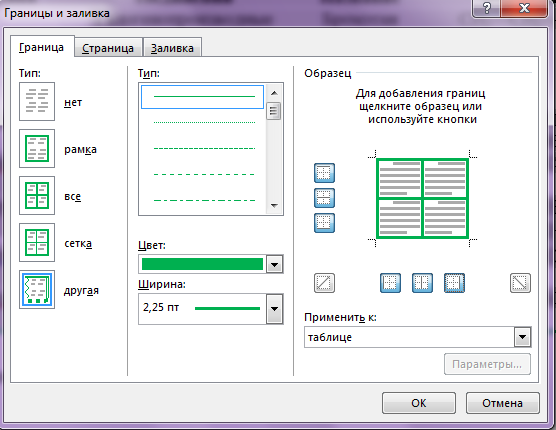 Границы и заливка
Граница
Страница
Заливка
Тип:
нет
рамка
все
сетка
другая
Тип:
Цвет:
Ширина:
2,25 пт
Образец
Для добавления границ
щелкните образец или
используйте кнопки
Применить к:
таблице
Параметры...
ОК
Отмена